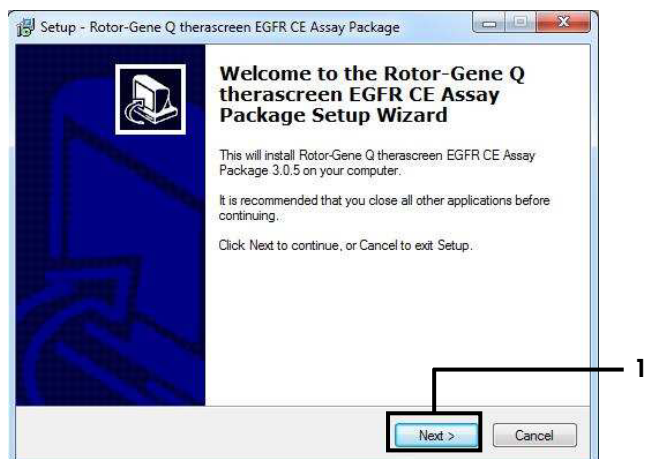 Setup - Rotor-Gene Q therascreen EGFR CE Assay Package
Welcome to the Rotor-Gene Q
therascreen EGFR CE Assay
Package Setup Wizard
This will install Rotor-Gene Q therascreen EGFR CE Assay
Package 3.0.5 on your computer.
It is recommended that you close all other applications before
continuing.
Click Next to continue, or Cancel to exit Setup.
1
Next >
Cancel